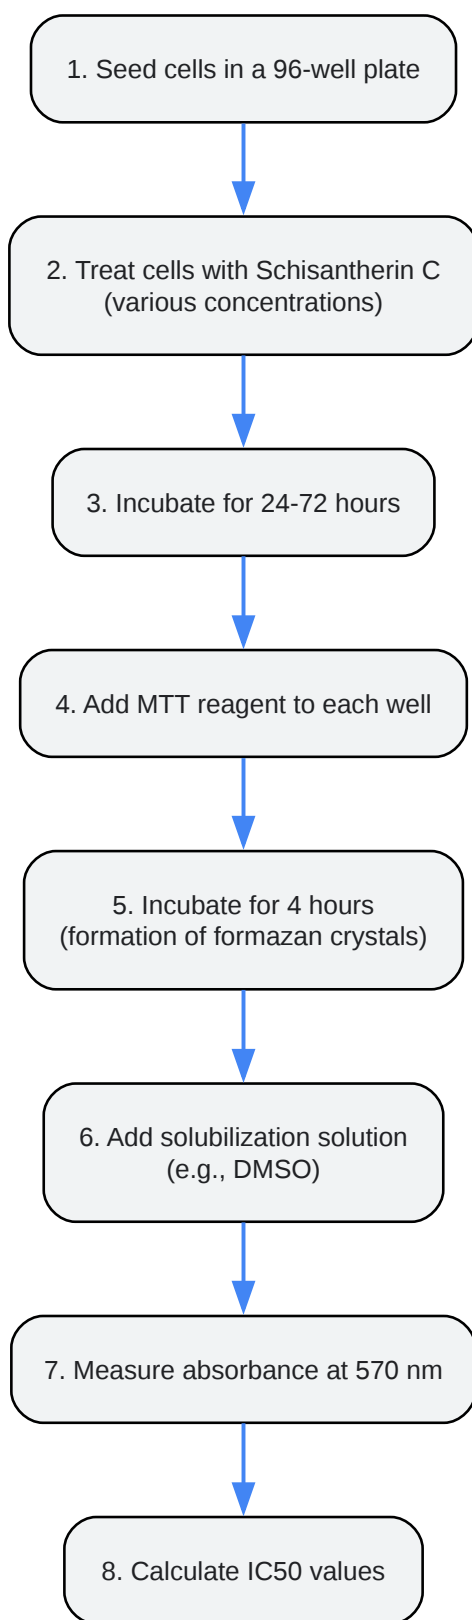 1. Seed cells in a 96-well plate
2. Treat cells with Schisantherin C
(various concentrations)
3. Incubate for 24-72 hours
4. Add MTT reagent to each well
5. Incubate for 4 hours
(formation of formazan crystals)
6. Add solubilization solution
(e.g., DMSO)
7. Measure absorbance at 570 nm
8. Calculate IC50 values